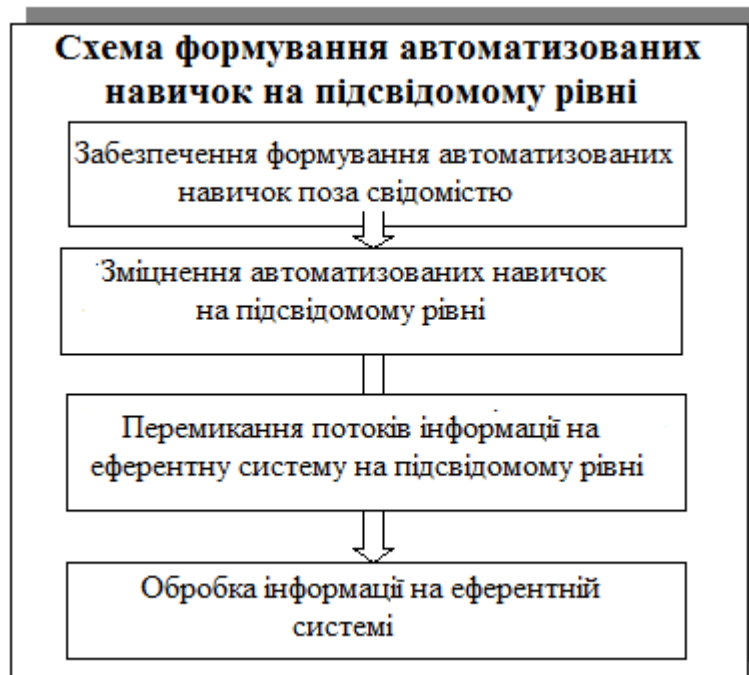 Схема формування автоматизованих
навичок на підсвідомому рівні
Забезпечення формування автоматизованих
навичок поза свідомістю
Зміцнення автоматизованих навичок
на підсвідомому рівні
Перемикання потоків інформації на
еферентну систему на підсвідомому рівні
Обробка інформації на еферентній
системі